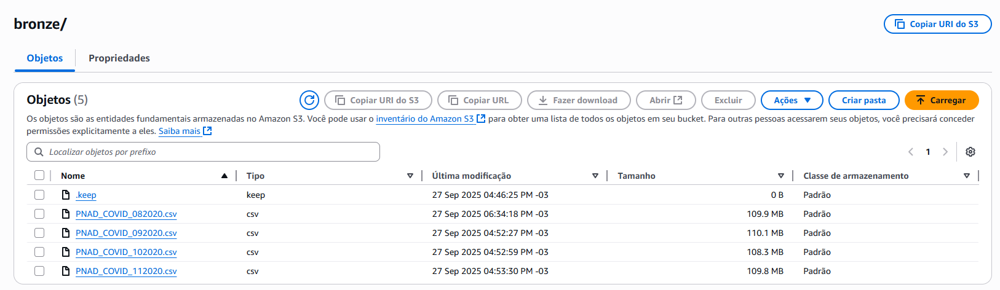 bronze/
Copiar URI do S3
Objetos
Propriedades
Objetos (5)
Copiar URI do S3
Copiar URL
Fazer download
Abrir
Excluir
Ações
Criar pasta
Carregar
Os objetos são as entidades fundamentais armazenadas no Amazon S3. Você pode usar o inventário do Amazon S3 para obter uma lista de todos os objetos em seu bucket. Para outras pessoas acessarem seus objetos, você precisará conceder
permissões explicitamente a eles. Saiba mais
Localizar objetos por prefixo
1
Nome Tipo Última modificação Tamanho Classe de armazenamento
.keep keep 27 Sep 2025 04:46:25 PM -03 0 B Padrão
PNAD_COVID_082020.csv csv 27 Sep 2025 06:34:18 PM -03 109.9 MB Padrão
PNAD_COVID_092020.csv csv 27 Sep 2025 04:52:27 PM -03 110.1 MB Padrão
PNAD_COVID_102020.csv csv 27 Sep 2025 04:52:59 PM -03 108.3 MB Padrão
PNAD_COVID_112020.csv csv 27 Sep 2025 04:53:30 PM -03 109.8 MB Padrão